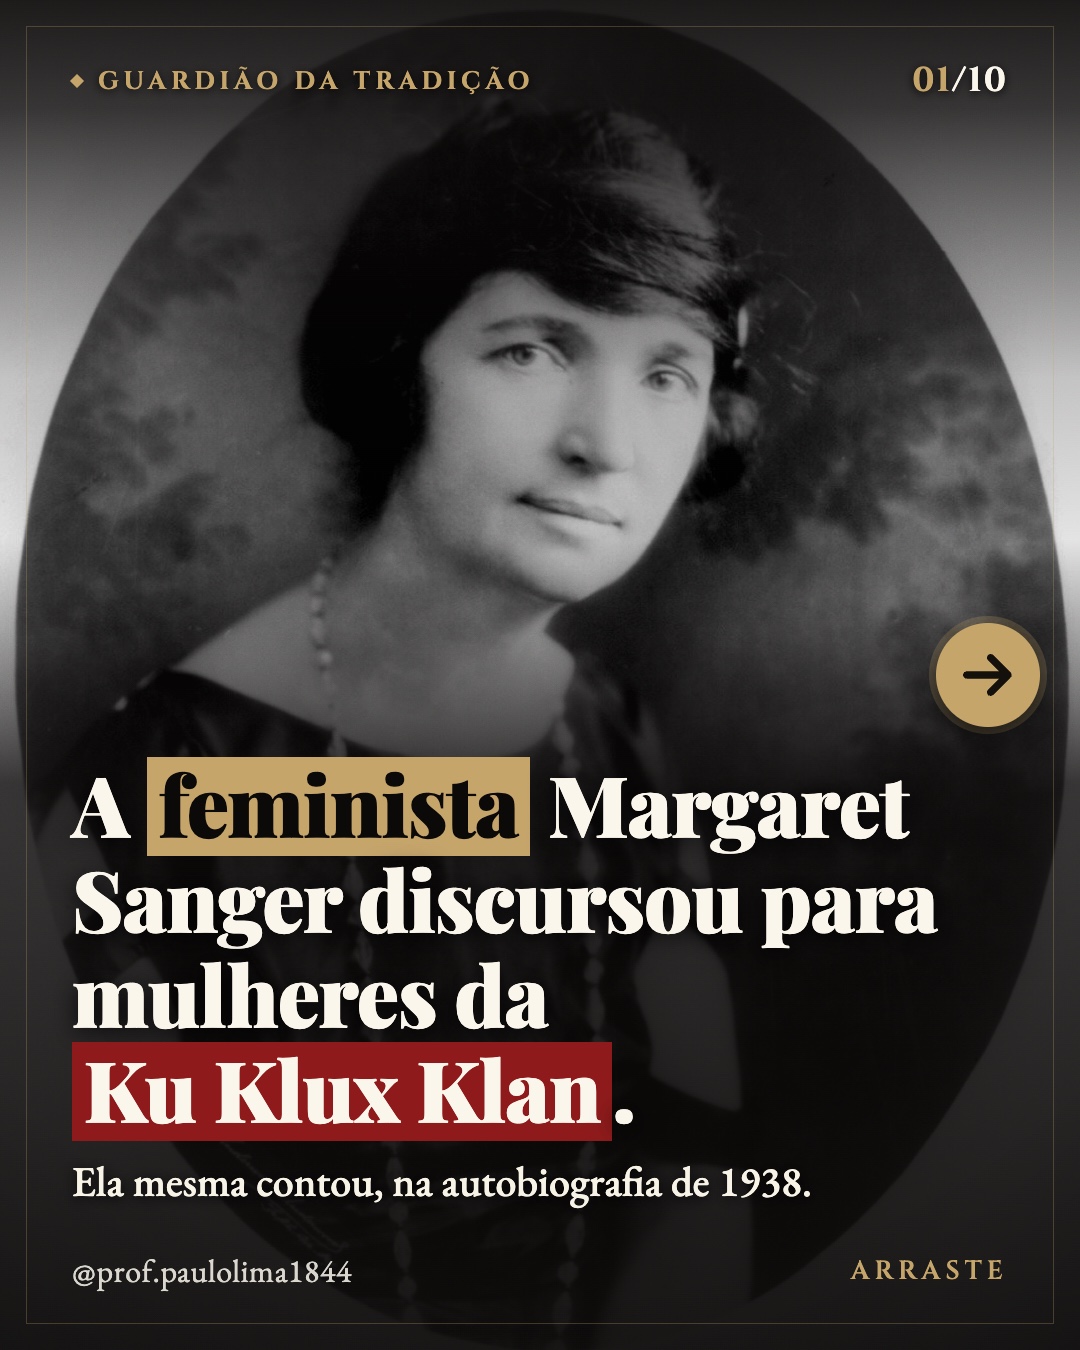 GUARDIÃO DA TRADIÇÃO
01/10
A feminista Margaret
Sanger discursou para
mulheres da
Ku Klux Klan.
Ela mesma contou, na autobiografia de 1938.
@prof.paulolima1844
ARRASTE